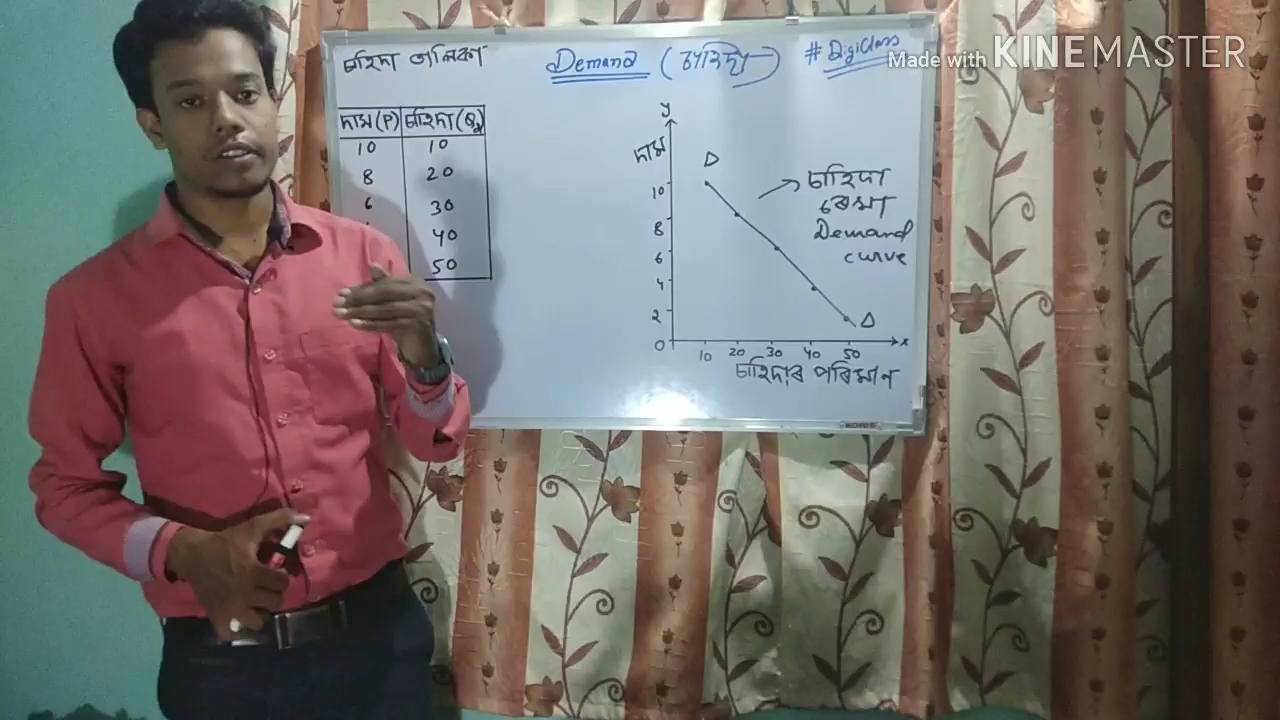 চাহিদা তালিকা
Demand (চাহিদা)
# DigiClass
Made with KINEMASTER
দাম (P) চাহিদা (Q)
10 10
8 20
6 30
40
50
y
দাম
D
10
8
6
4
2
0
10 20 30 40 50 x
D
চাহিদা
ৰেখা
Demand
curve
চাহিদাৰ পৰিমান
KORES